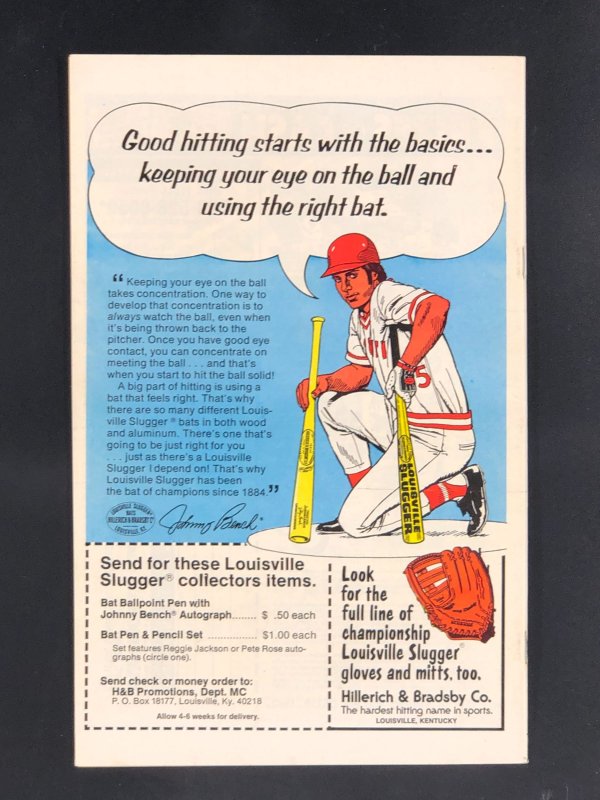 Good hitting starts with the basics...
keeping your eye on the ball and
using the right bat.
“ Keeping your eye on the ball
takes concentration. One way to
develop that concentration is to
always watch the ball, even when
it's being thrown back to the
pitcher. Once you have good eye
contact, you can concentrate on
meeting the ball . . . and that's
when you start to hit the ball solid!
A big part of hitting is using a
bat that feels right. That's why
there are so many different Louis-
ville Slugger® bats in both wood
and aluminum. There's one that's
going to be just right for you
. . . just as there's a Louisville
Slugger I depend on! That's why
Louisville Slugger has been
the bat of champions since 1884.”
LOUISVILLE SLUGGER
BATS
HILLERICH & BRADSBY Co
LOUISVILLE, KY.
Johnny Bench
5
LOUISVILLE
SLUGGER
Send for these Louisville
Slugger® collectors items.
Bat Ballpoint Pen with
Johnny Bench® Autograph....... $ .50 each
Bat Pen & Pencil Set .............. $1.00 each
Set features Reggie Jackson or Pete Rose auto-
graphs (circle one).
Send check or money order to:
H&B Promotions, Dept. MC
P. O. Box 18177, Louisville, Ky. 40218
Allow 4-6 weeks for delivery.
Look
for the
full line of
championship
Louisville Slugger®
gloves and mitts, too.
Hillerich & Bradsby Co.
The hardest hitting name in sports.
LOUISVILLE, KENTUCKY